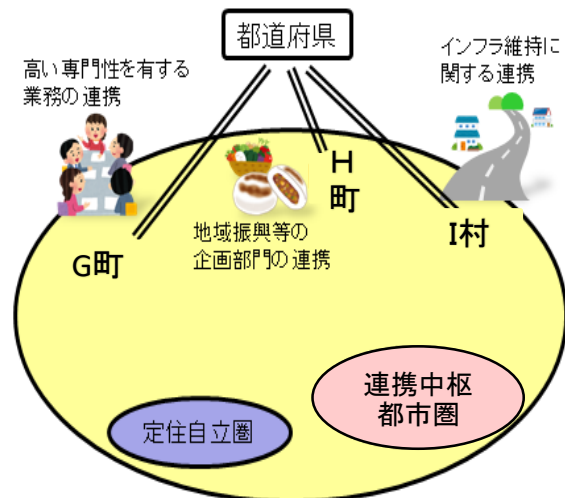 都道府県
高い専門性を有する
業務の連携
インフラ維持に
関する連携
H
町
地域振興等の
企画部門の連携
G町
I村
連携中枢
都市圏
定住自立圏